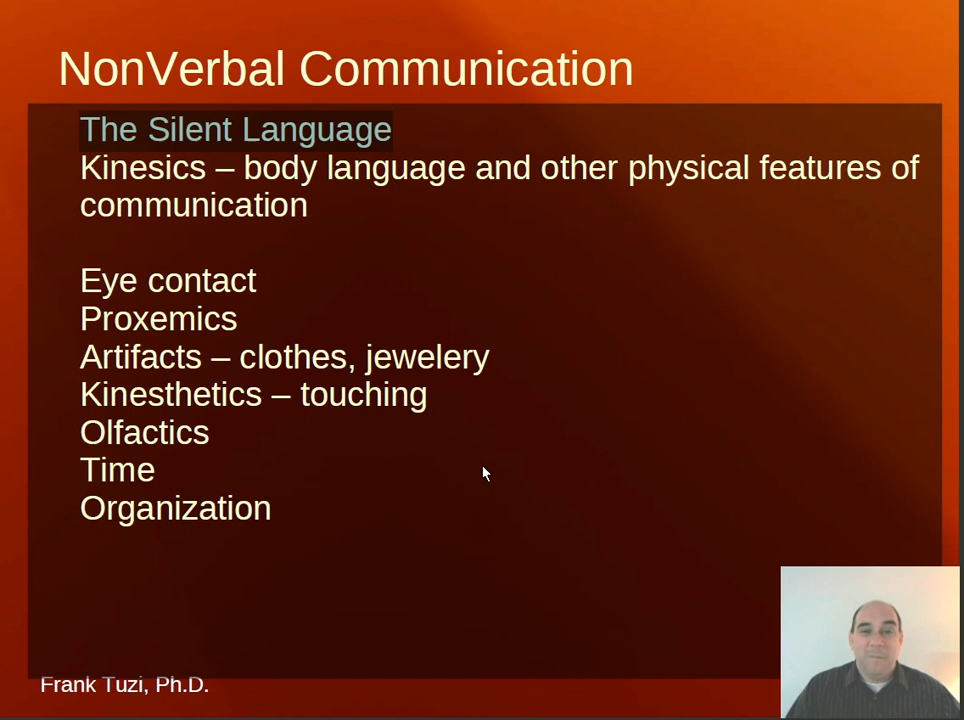 NonVerbal Communication
The Silent Language
Kinesics – body language and other physical features of
communication
Eye contact
Proxemics
Artifacts – clothes, jewelery
Kinesthetics – touching
Olfactics
Time
Organization
Frank Tuzi, Ph.D.